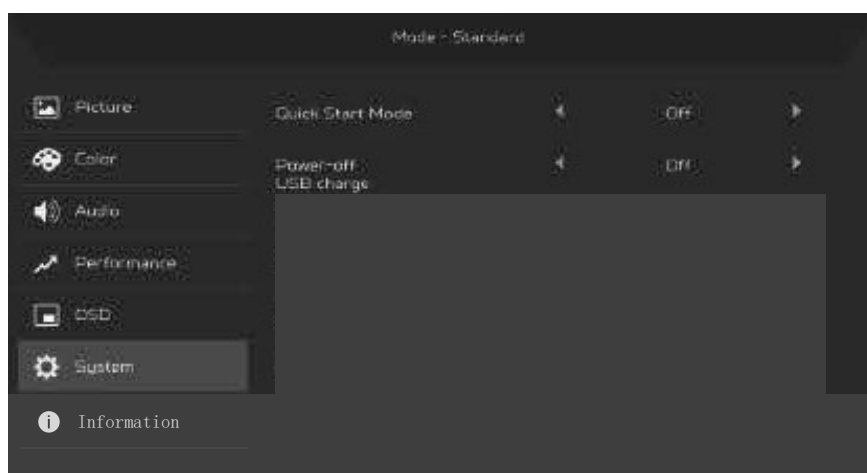 Mode - Standard
Picture
Quick Start Mode
Off
Color
Power-off
Off
USB charge
Audio
Performance
OSD
System
Information